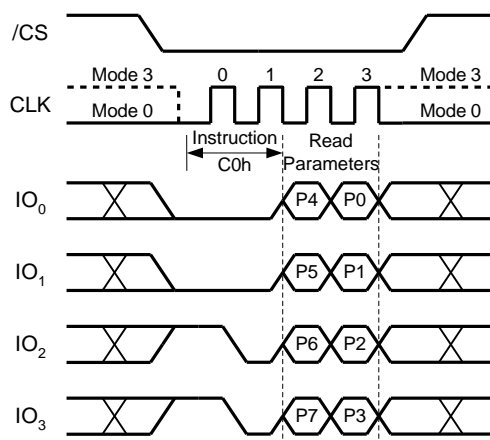 /CS
Mode 3 0 1 2 3 Mode 3
CLK Mode 0 Mode 0
Instruction Read
C0h Parameters
IO0 P4 P0
IO1 P5 P1
IO2 P6 P2
IO3 P7 P3